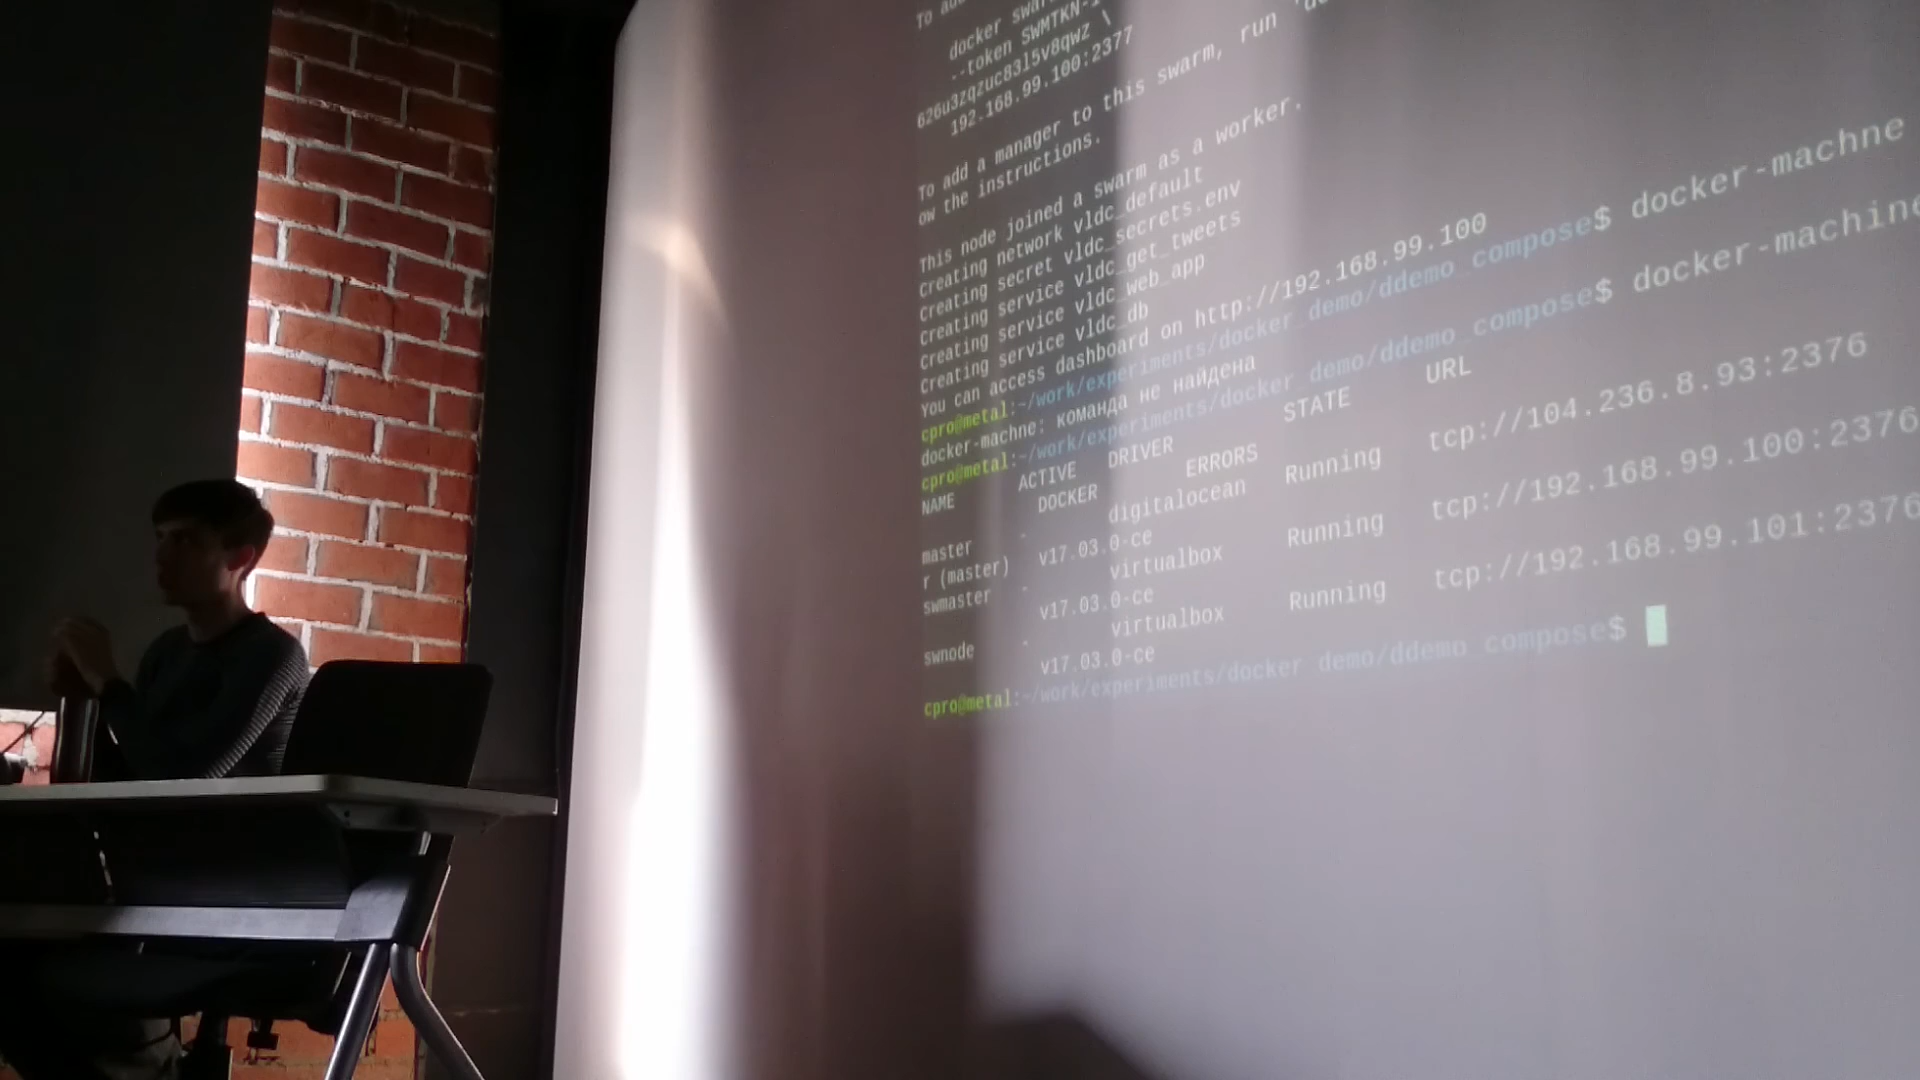 To ad
docker swar
--token SWMTKN-1
626u3zqzuc83l5v8qwz \
192.168.99.100:2377
To add a manager to this swarm, run 'do
ow the instructions.
This node joined a swarm as a worker.
Creating network vldc_default
Creating secret vldc_secrets.env
Creating service vldc_get_tweets
Creating service vldc_web_app
Creating service vldc_db
You can access dashboard on http://192.168.99.100
cpro@metal:~/work/experiments/docker_demo/ddemo_compose$ docker-machne
docker-machne: команда не найдена
cpro@metal:~/work/experiments/docker_demo/ddemo_compose$ docker-machine
NAME ACTIVE DRIVER STATE URL
DOCKER ERRORS
master - digitalocean Running tcp://104.236.8.93:2376
r (master) v17.03.0-ce
swmaster - virtualbox Running tcp://192.168.99.100:2376
v17.03.0-ce
swnode - virtualbox Running tcp://192.168.99.101:2376
v17.03.0-ce
cpro@metal:~/work/experiments/docker_demo/ddemo_compose$